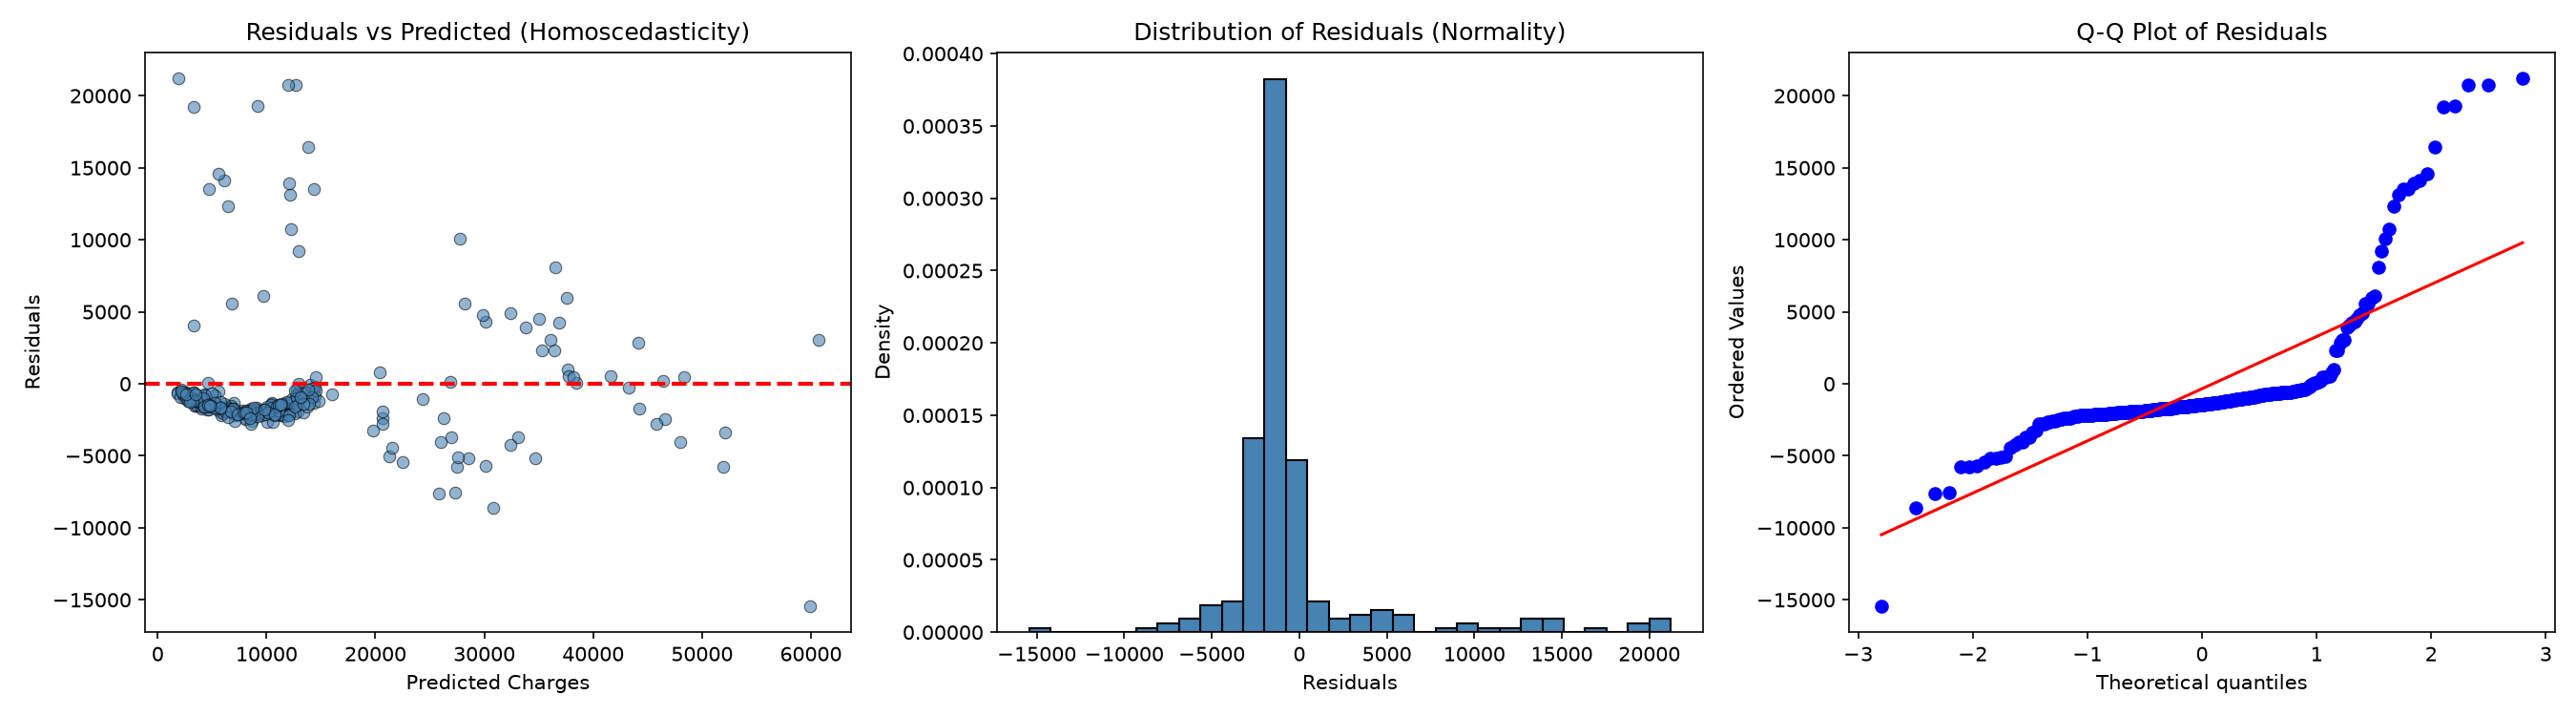 Residuals vs Predicted (Homoscedasticity)
Residuals
20000
15000
10000
5000
0
−5000
−10000
−15000
0 10000 20000 30000 40000 50000 60000
Predicted Charges
Distribution of Residuals (Normality)
Density
0.00040
0.00035
0.00030
0.00025
0.00020
0.00015
0.00010
0.00005
0.00000
−15000 −10000 −5000 0 5000 10000 15000 20000
Residuals
Q-Q Plot of Residuals
Ordered Values
20000
15000
10000
5000
0
−5000
−10000
−15000
−3 −2 −1 0 1 2 3
Theoretical quantiles